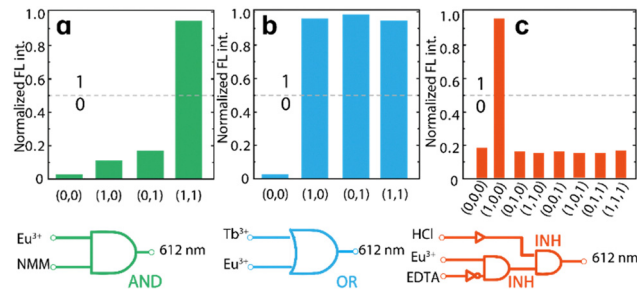 a
Normalized FL int.
1.0
0.8
0.6
0.4
0.2
0
1
0
(0,0) (1,0) (0,1) (1,1)
Eu³⁺
NMM
612 nm
AND
b
Normalized FL int.
1.0
0.8
0.6
0.4
0.2
0
1
0
(0,0) (1,0) (0,1) (1,1)
Tb³⁺
Eu³⁺
612 nm
OR
c
Normalized FL int.
1.0
0.8
0.6
0.4
0.2
0
1
0
(0,0,0) (1,0,0) (0,1,0) (1,1,0) (0,0,1) (1,0,1) (0,1,1) (1,1,1)
HCl
Eu³⁺
EDTA
INH
INH
612 nm